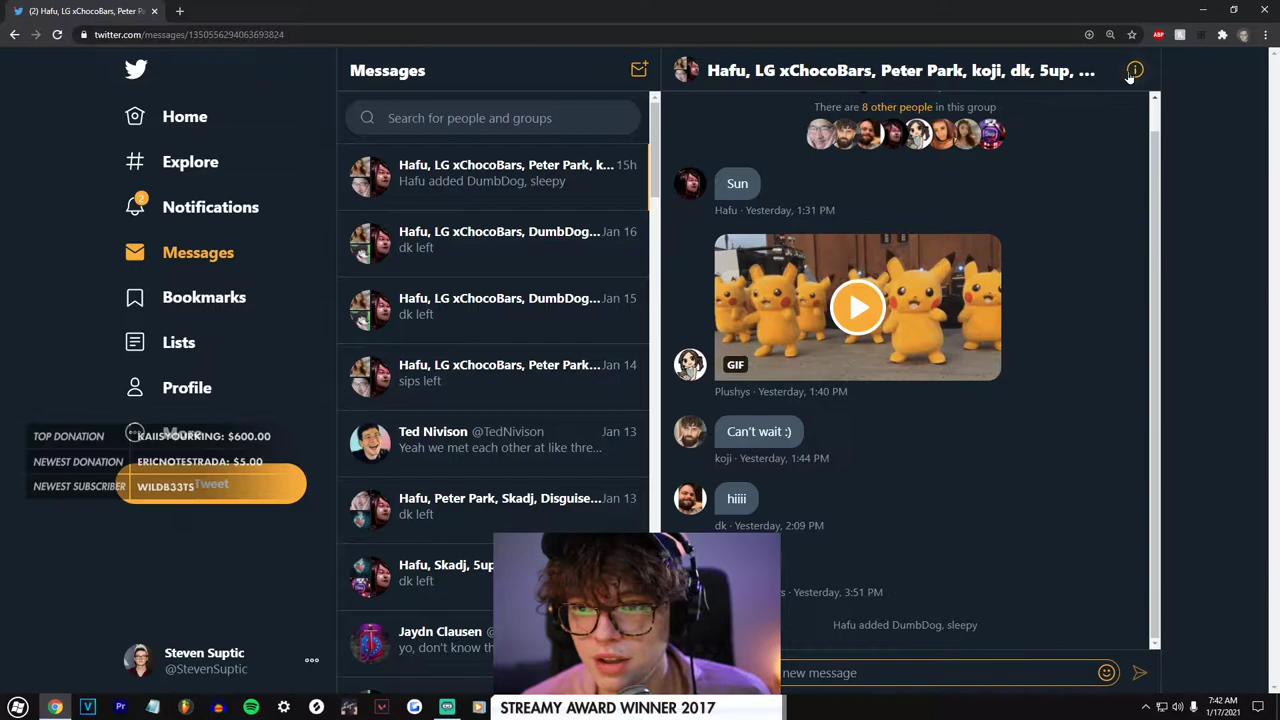 (2) Hafu, LG xChocoBars, Peter Pa
twitter.com/messages/1350556294063693824
Home
Explore
2
Notifications
Messages
Bookmarks
Lists
Profile
More
TOP DONATION KAIISYOURKING: $600.00
NEWEST DONATION ERICNOTESTRADA: $5.00
NEWEST SUBSCRIBER WILDB33TS
Tweet
Steven Suptic
@StevenSuptic
Messages
Search for people and groups
Hafu, LG xChocoBars, Peter Park, k... 15h
Hafu added DumbDog, sleepy
Hafu, LG xChocoBars, DumbDog... Jan 16
dk left
Hafu, LG xChocoBars, DumbDog... Jan 15
dk left
Hafu, LG xChocoBars, Peter Park... Jan 14
sips left
Ted Nivison @TedNivison Jan 13
Yeah we met each other at like thre...
Hafu, Peter Park, Skadj, Disguise... Jan 13
dk left
Hafu, Skadj, 5up
dk left
Jaydn Clausen @
yo, don't know th
Hafu, LG xChocoBars, Peter Park, koji, dk, 5up, ...
There are 8 other people in this group
Sun
Hafu · Yesterday, 1:31 PM
GIF
Plushys · Yesterday, 1:40 PM
Can't wait :)
koji · Yesterday, 1:44 PM
hiiii
dk · Yesterday, 2:09 PM
s · Yesterday, 3:51 PM
Hafu added DumbDog, sleepy
new message
STREAMY AWARD WINNER 2017
7:42 AM
1/17/2021